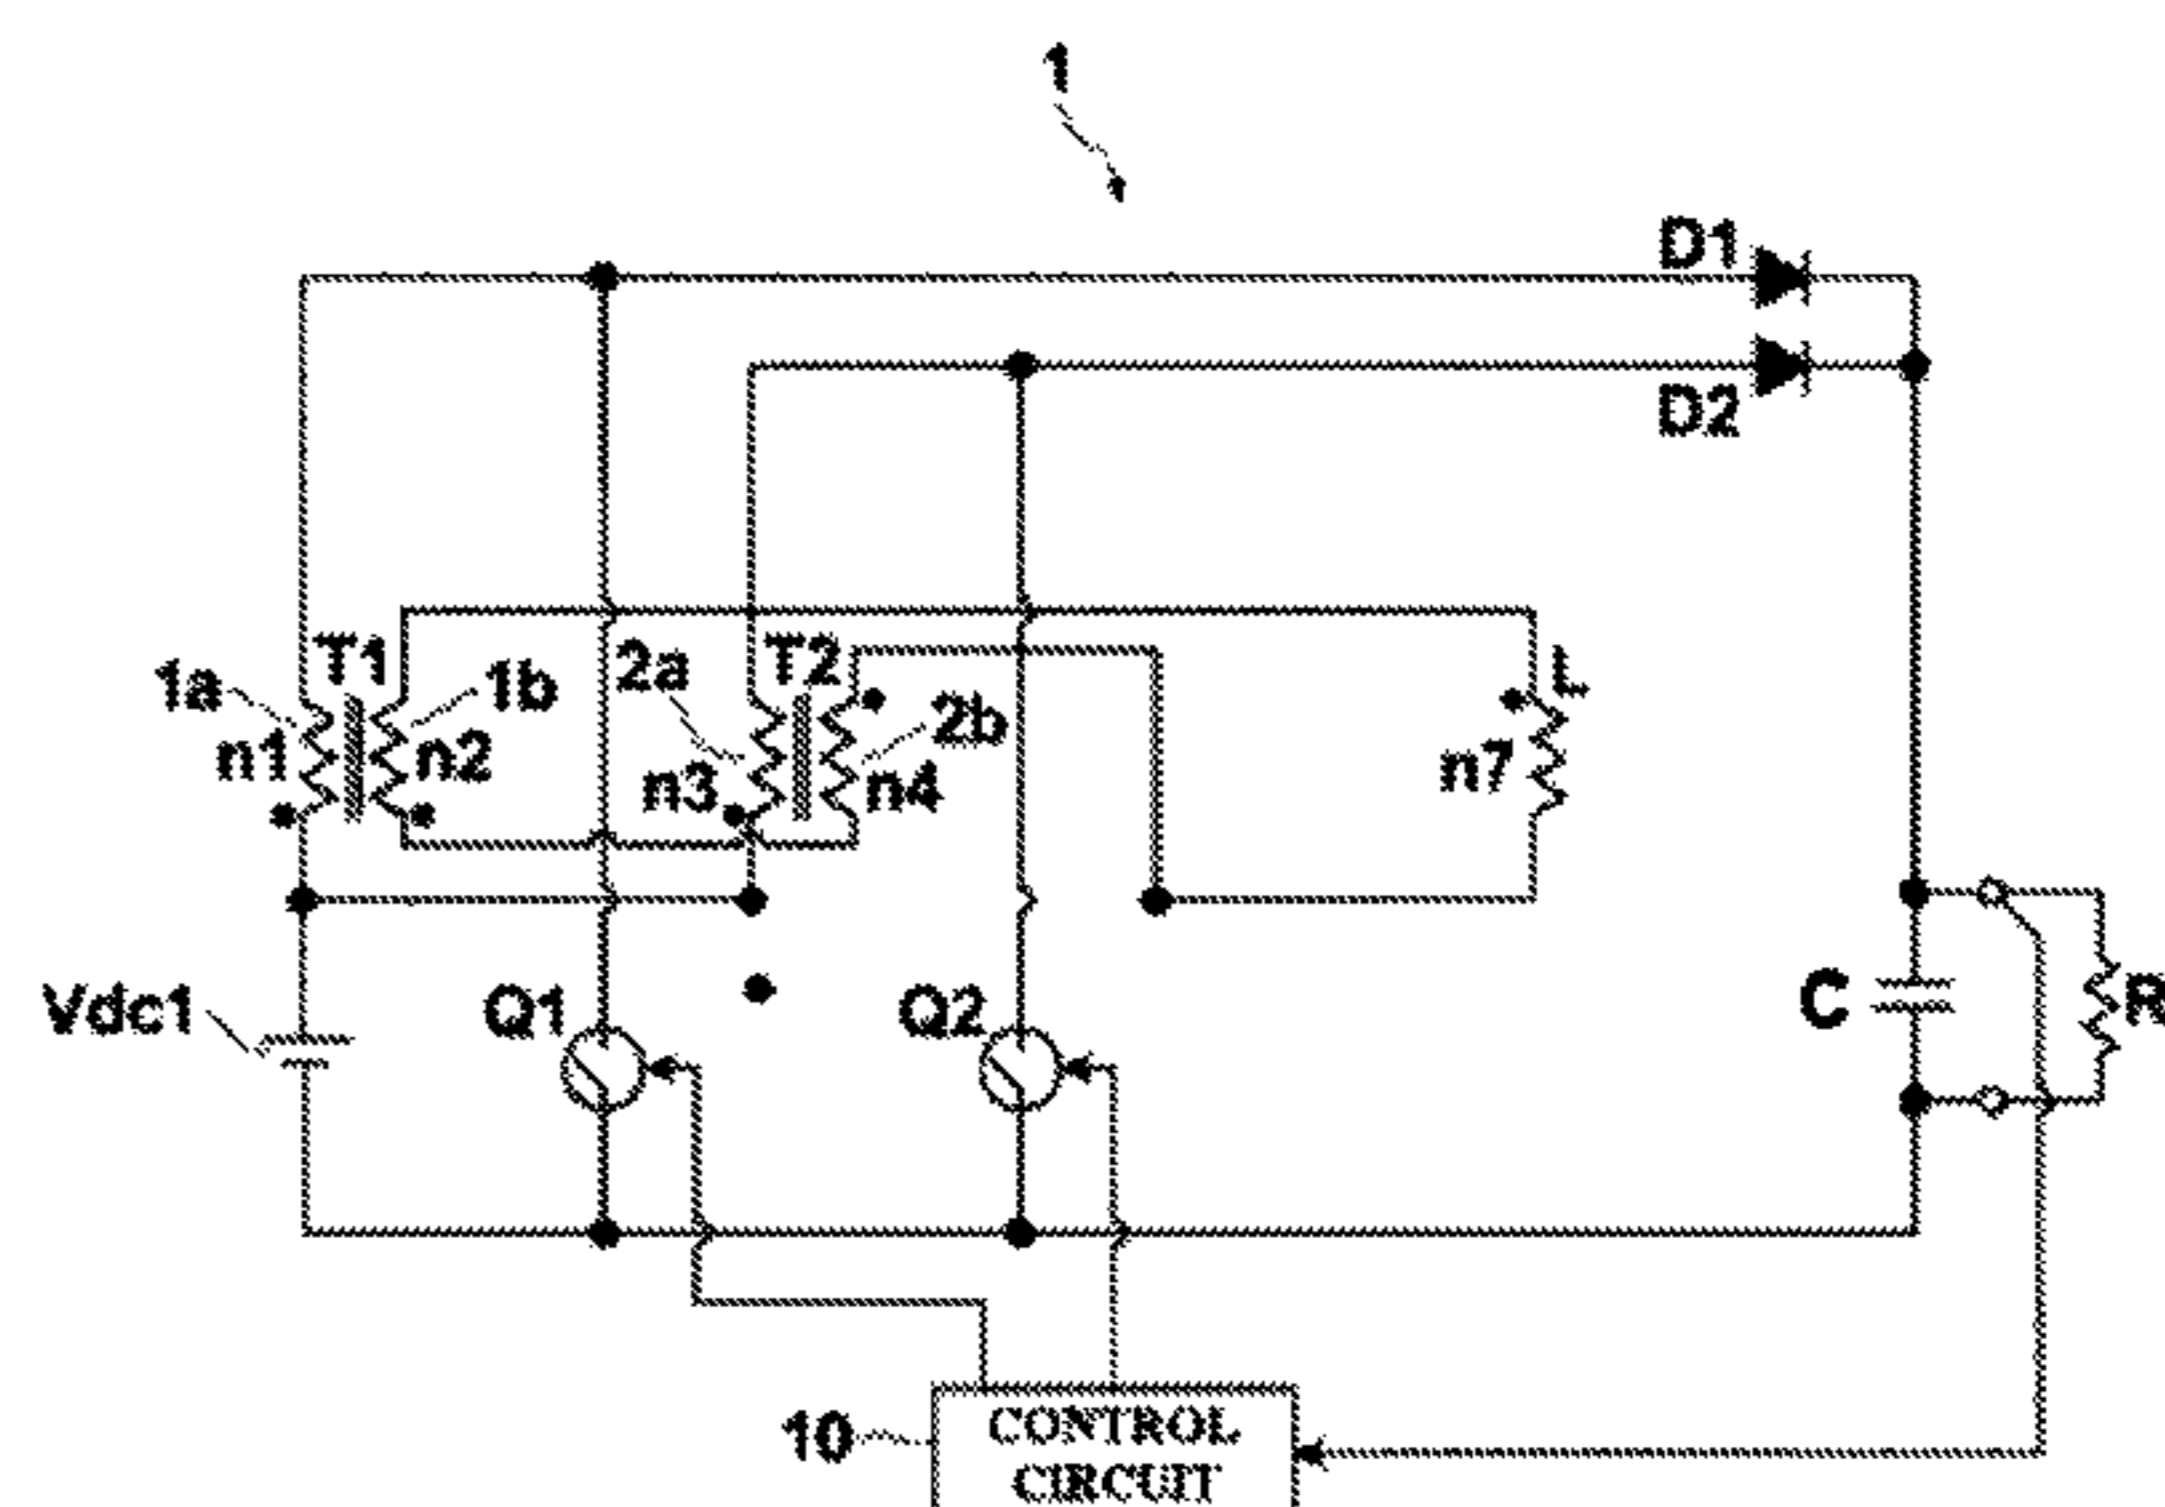 1
D1
D2
T1
1a
1b
2a
T2
2b
L
n1
n2
n3
n4
n7
Vdc1
Q1
Q2
C
R
10
CONTROL
CIRCUIT